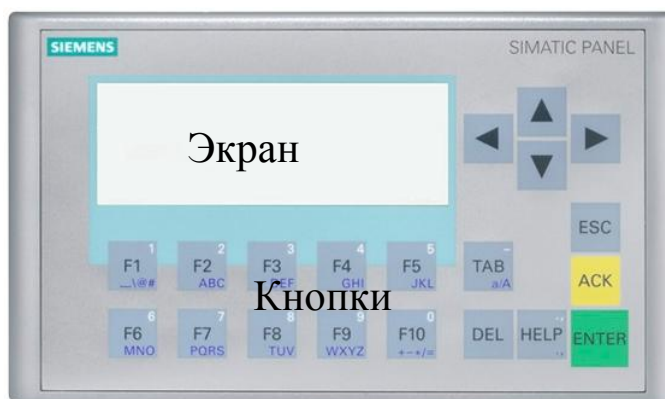 SIEMENS
SIMATIC PANEL
Экран
ESC
1 2 3 4 5 -
F1 F2 F3 F4 F5 TAB
_\@# ABC DEF GHI JKL a/A
ACK
Кнопки
6 7 8 9 0
F6 F7 F8 F9 F10 DEL HELP ENTER
MNO PQRS TUV WXYZ +-*/=